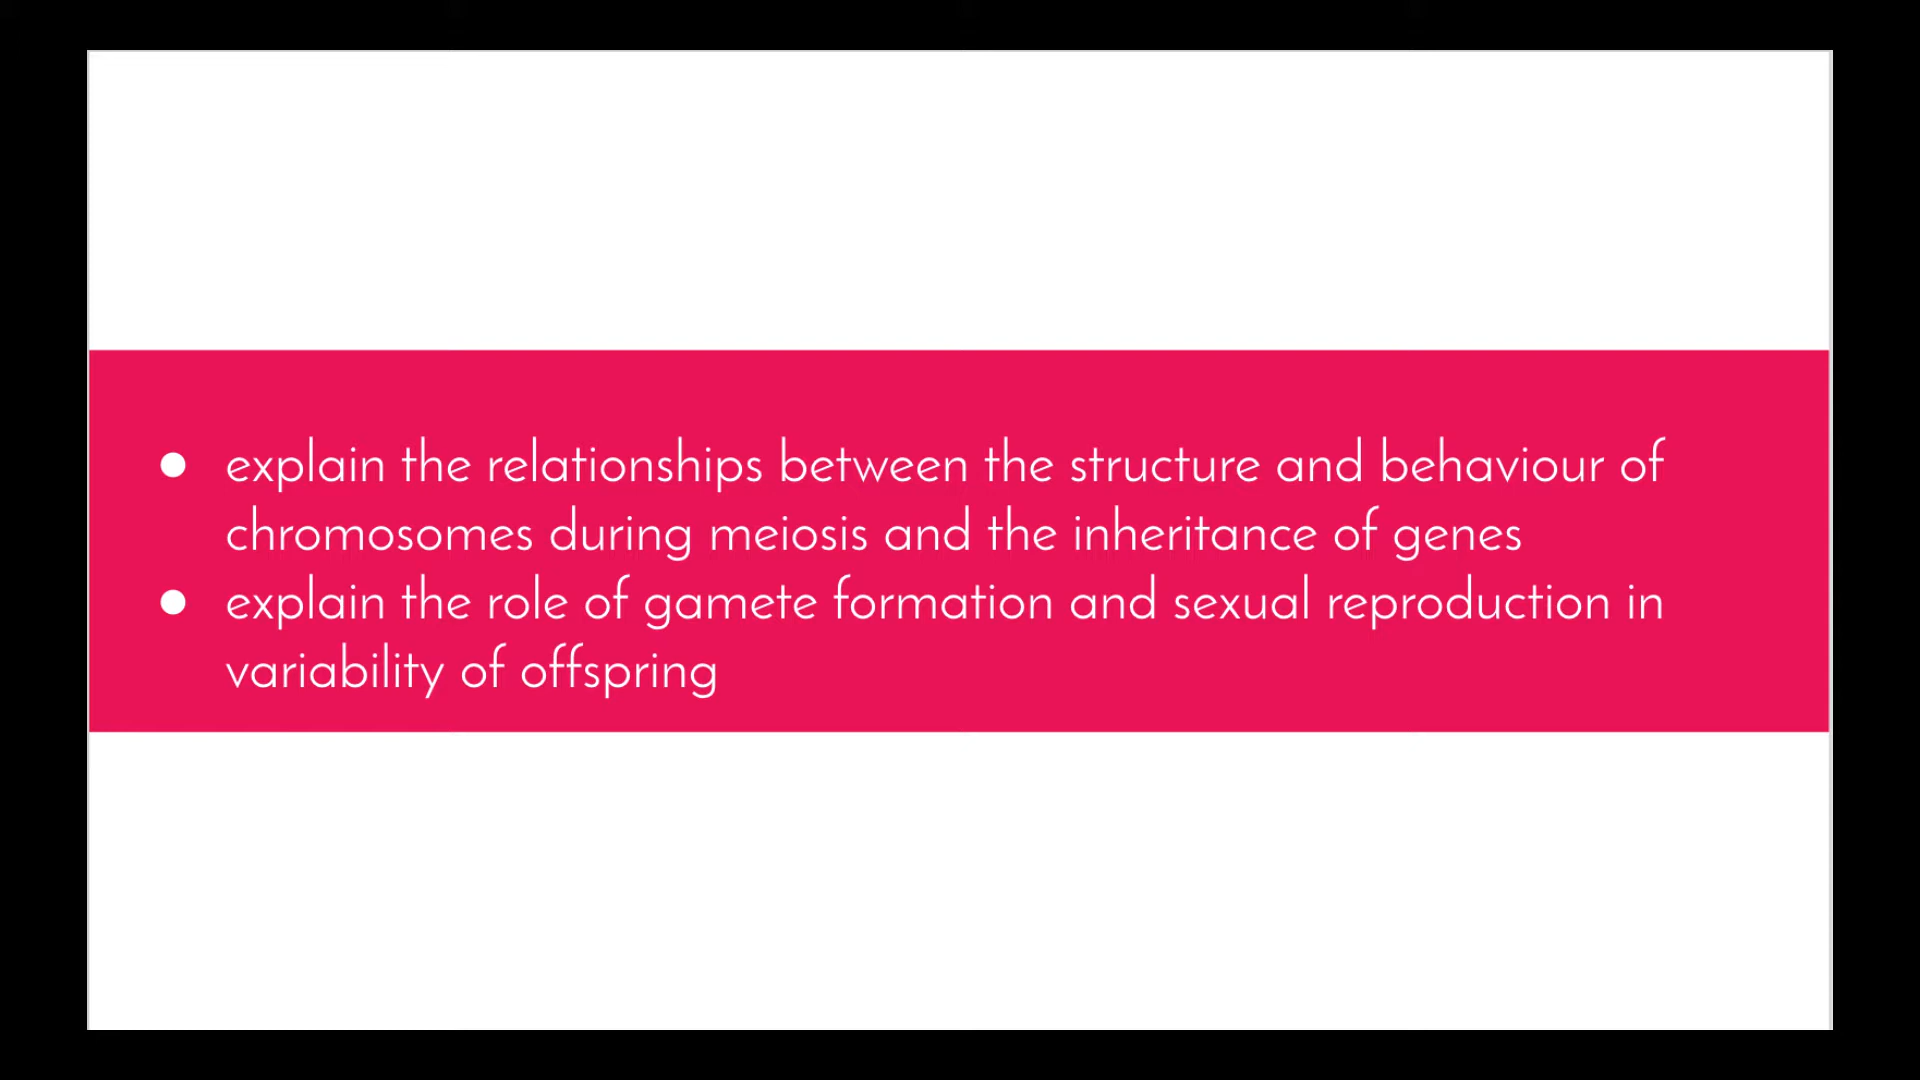 ● explain the relationships between the structure and behaviour of
chromosomes during meiosis and the inheritance of genes
● explain the role of gamete formation and sexual reproduction in
variability of offspring